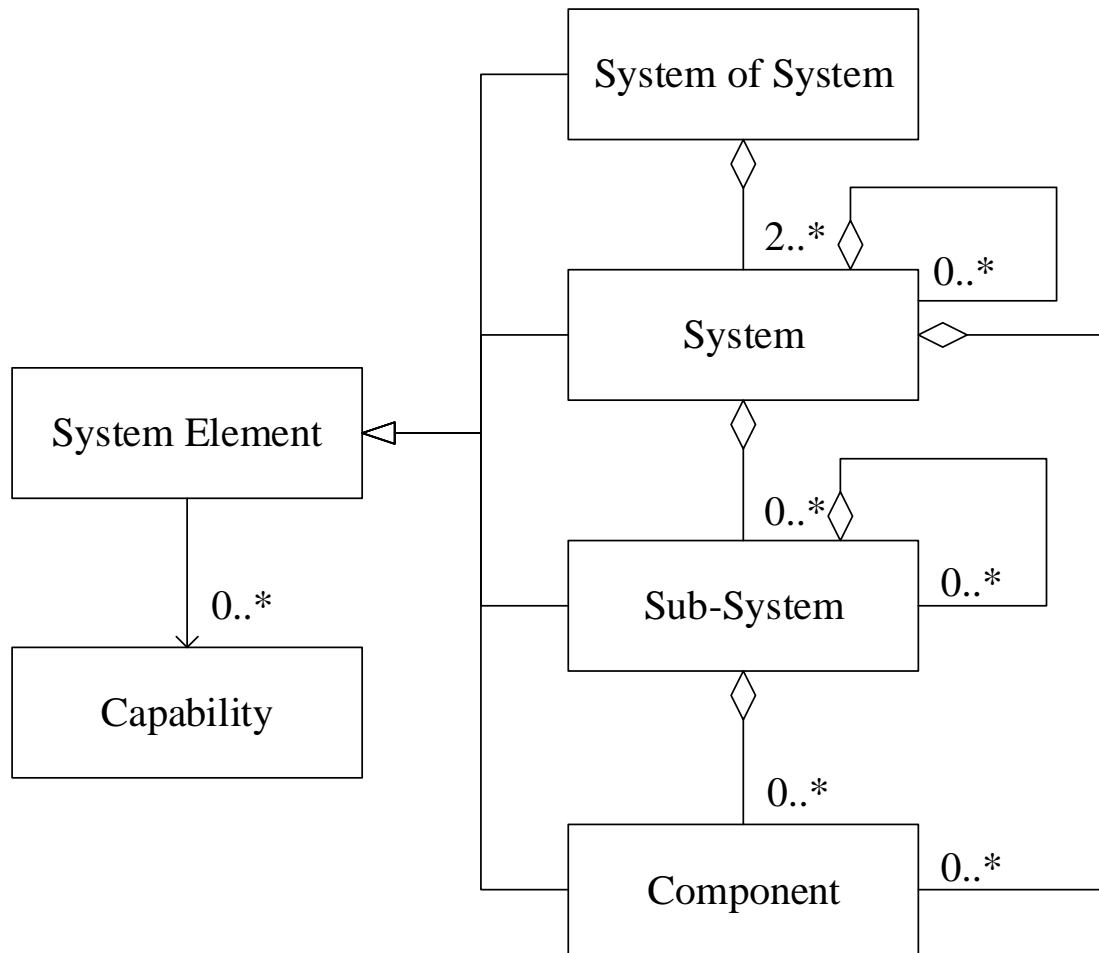 System of System
2..*
0..*
System
System Element
0..*
0..*
Sub-System
0..*
Capability
0..*
Component
0..*